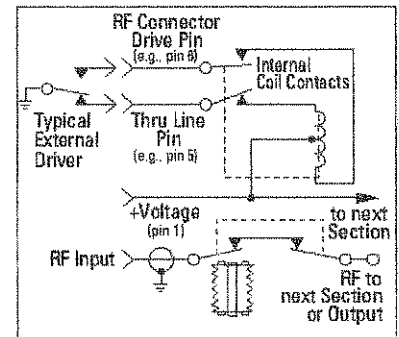 RF Connector
Drive Pin
(e.g., pin 6)
Internal
Coil Contacts
Typical
External
Driver
Thru Line
Pin
(e.g., pin 5)
+Voltage
(pin 1)
to next
Section
RF Input
RF to
next Section
or Output